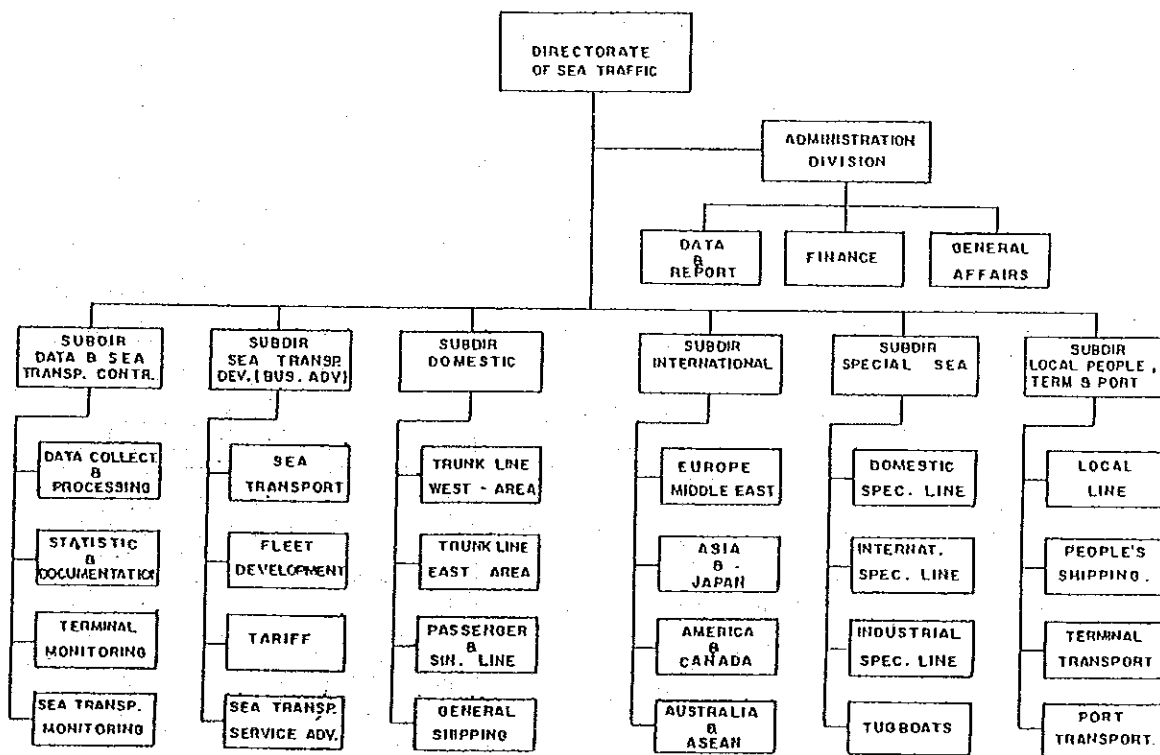 DIRECTORATE
OF SEA TRAFFIC
ADMINISTRATION
DIVISION
DATA
&
REPORT
FINANCE
GENERAL
AFFAIRS
SUBDIR
DATA & SEA
TRANSP. CONTR.
SUBDIR
SEA TRANSP.
DEV.(BUS. ADV)
SUBDIR
DOMESTIC
SUBDIR
INTERNATIONAL
SUBDIR
SPECIAL SEA
SUBDIR
LOCAL PEOPLE,
TERM & PORT
DATA COLLECT.
&
PROCESSING
SEA
TRANSPORT
TRUNK LINE
WEST - AREA
EUROPE
MIDDLE EAST
DOMESTIC
SPEC. LINE
LOCAL
LINE
STATISTIC
&
DOCUMENTATION
FLEET
DEVELOPMENT
TRUNK LINE
EAST AREA
ASIA
&
JAPAN
INTERNAT.
SPEC. LINE
PEOPLE'S
SHIPPING.
TERMINAL
MONITORING
TARIFF
PASSENGER
&
SIN. LINE
AMERICA
&
CANADA
INDUSTRIAL
SPEC. LINE
TERMINAL
TRANSPORT
SEA TRANSP.
MONITORING
SEA TRANSP.
SERVICE ADV.
GENERAL
SHIPPING
AUSTRALIA
&
ASEAN
TUGBOATS
PORT
TRANSPORT.